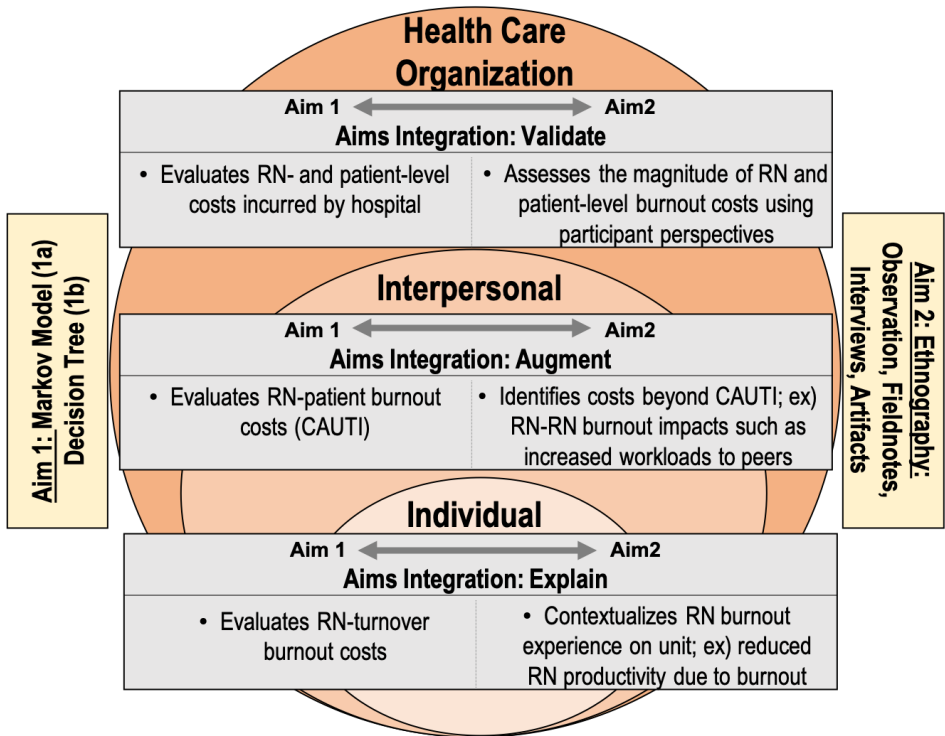 Health Care
Organization
Aim 1 Aim2
Aims Integration: Validate
• Evaluates RN- and patient-level
costs incurred by hospital
• Assesses the magnitude of RN and
patient-level burnout costs using
participant perspectives
Aim 1: Markov Model (1a)
Decision Tree (1b)
Aim 2: Ethnography:
Observation, Fieldnotes,
Interviews, Artifacts
Interpersonal
Aim 1 Aim2
Aims Integration: Augment
• Evaluates RN-patient burnout
costs (CAUTI)
• Identifies costs beyond CAUTI; ex)
RN-RN burnout impacts such as
increased workloads to peers
Individual
Aim 1 Aim2
Aims Integration: Explain
• Evaluates RN-turnover
burnout costs
• Contextualizes RN burnout
experience on unit; ex) reduced
RN productivity due to burnout